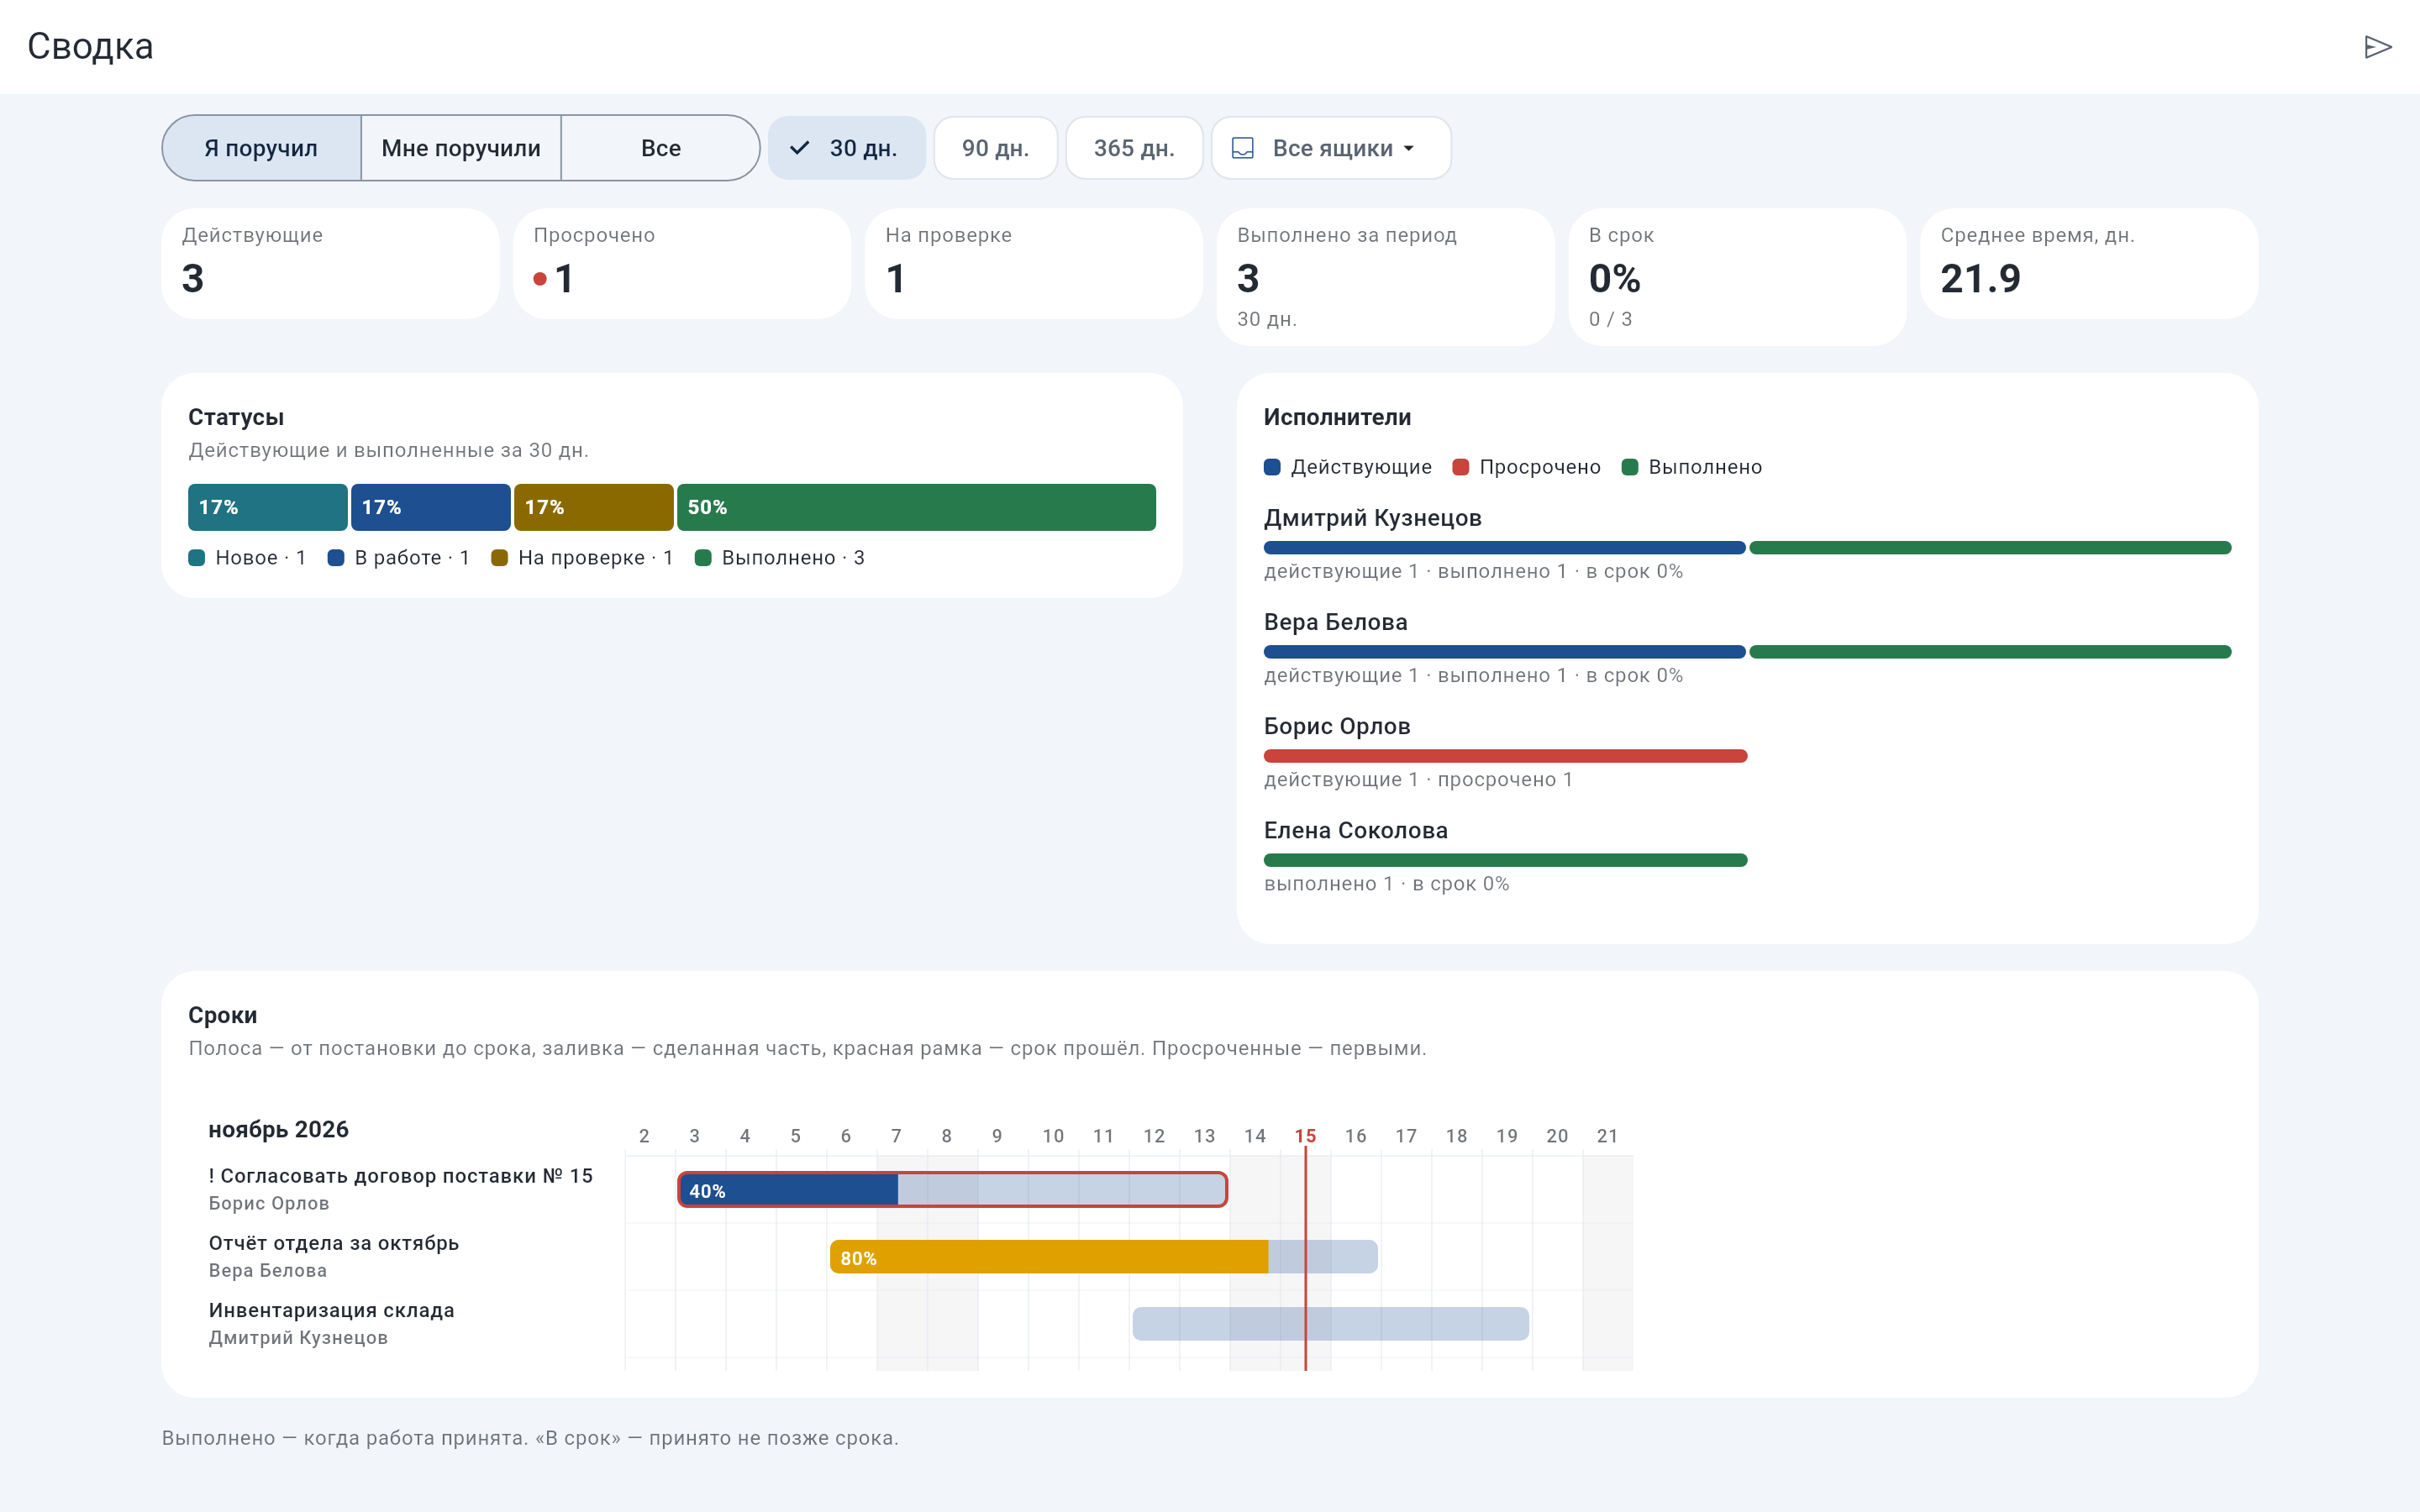 Сводка
Я поручил
Мне поручили
Все
30 дн.
90 дн.
365 дн.
Все ящики
Действующие
3
Просрочено
1
На проверке
1
Выполнено за период
3
30 дн.
В срок
0%
0 / 3
Среднее время, дн.
21.9
Статусы
Действующие и выполненные за 30 дн.
17%
17%
17%
50%
Новое · 1
В работе · 1
На проверке · 1
Выполнено · 3
Исполнители
Действующие
Просрочено
Выполнено
Дмитрий Кузнецов
действующие 1 · выполнено 1 · в срок 0%
Вера Белова
действующие 1 · выполнено 1 · в срок 0%
Борис Орлов
действующие 1 · просрочено 1
Елена Соколова
выполнено 1 · в срок 0%
Сроки
Полоса — от постановки до срока, заливка — сделанная часть, красная рамка — срок прошёл. Просроченные — первыми.
ноябрь 2026
2 3 4 5 6 7 8 9 10 11 12 13 14 15 16 17 18 19 20 21
! Согласовать договор поставки № 15
Борис Орлов
40%
Отчёт отдела за октябрь
Вера Белова
80%
Инвентаризация склада
Дмитрий Кузнецов
Выполнено — когда работа принята. «В срок» — принято не позже срока.